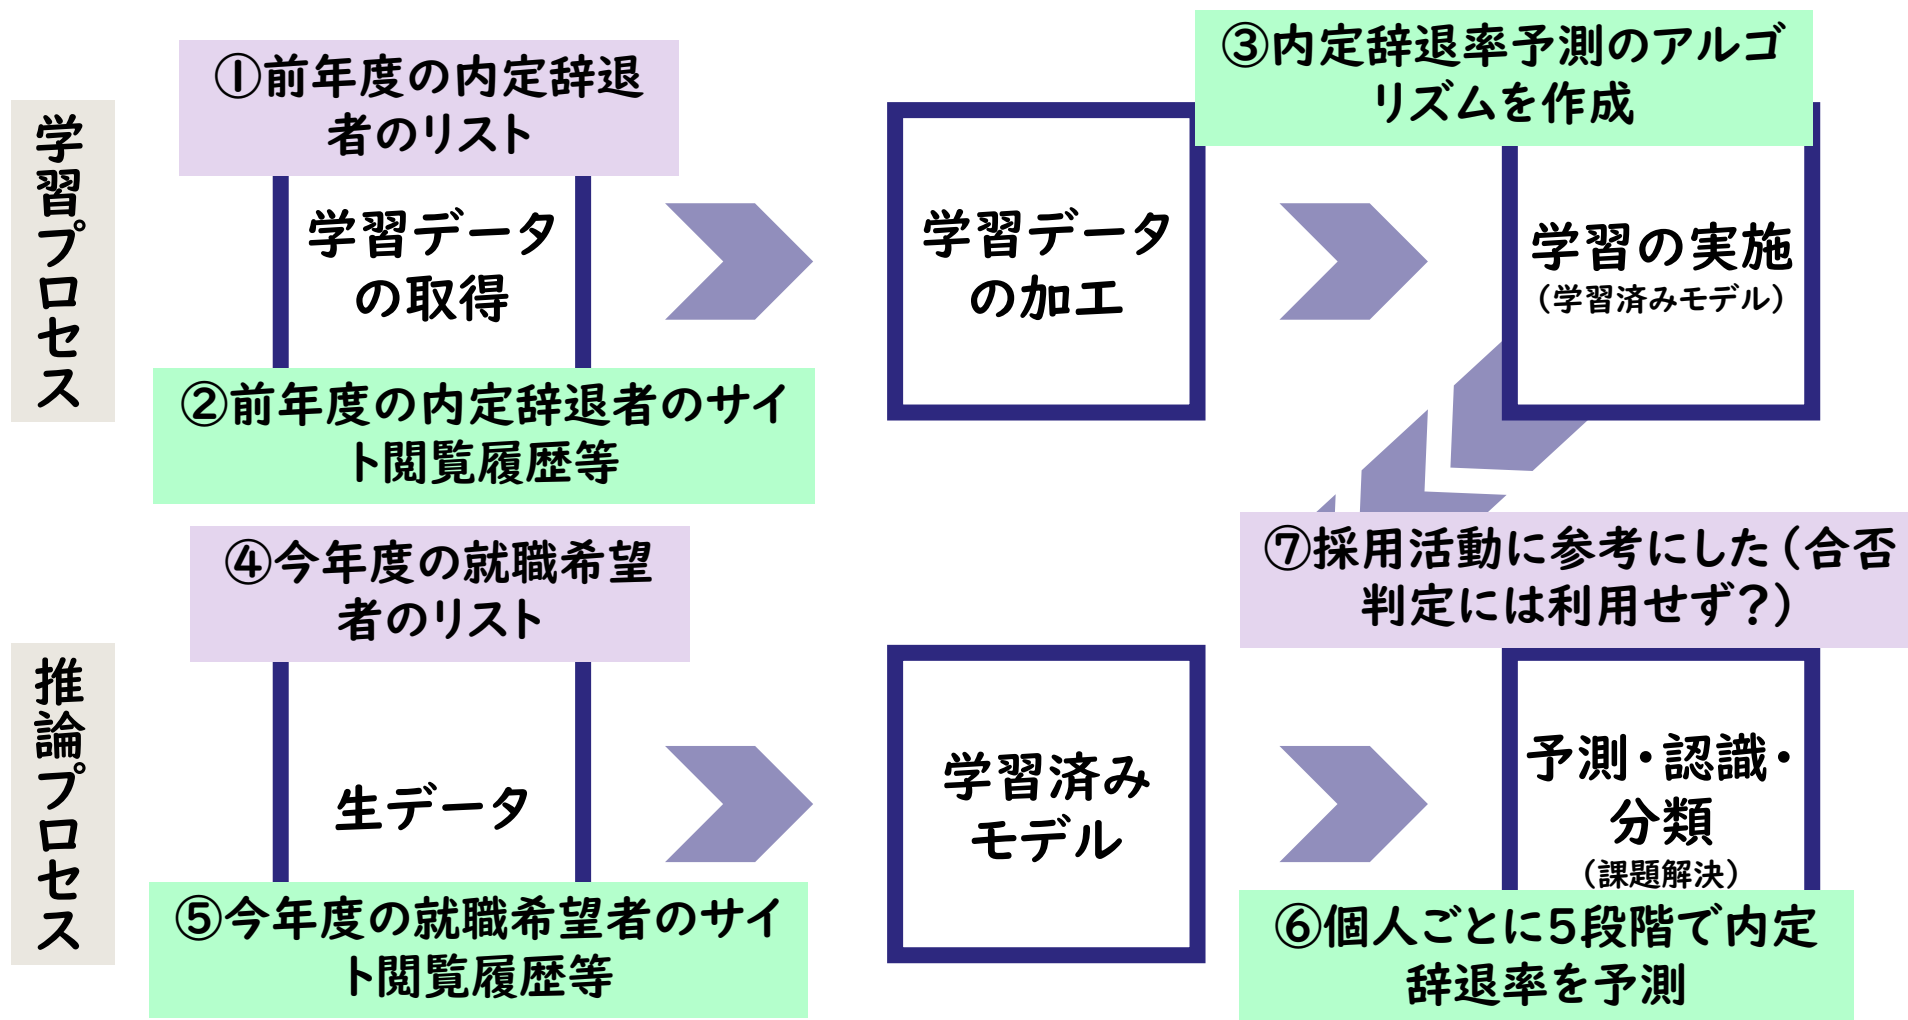 学習プロセス
①前年度の内定辞退
者のリスト
学習データ
の取得
②前年度の内定辞退者のサイ
ト閲覧履歴等
学習データ
の加工
③内定辞退率予測のアルゴ
リズムを作成
学習の実施
（学習済みモデル）
推論プロセス
④今年度の就職希望
者のリスト
生データ
⑤今年度の就職希望者のサイ
ト閲覧履歴等
学習済み
モデル
⑦採用活動に参考にした（合否
判定には利用せず？）
予測・認識・
分類
（課題解決）
⑥個人ごとに５段階で内定
辞退率を予測